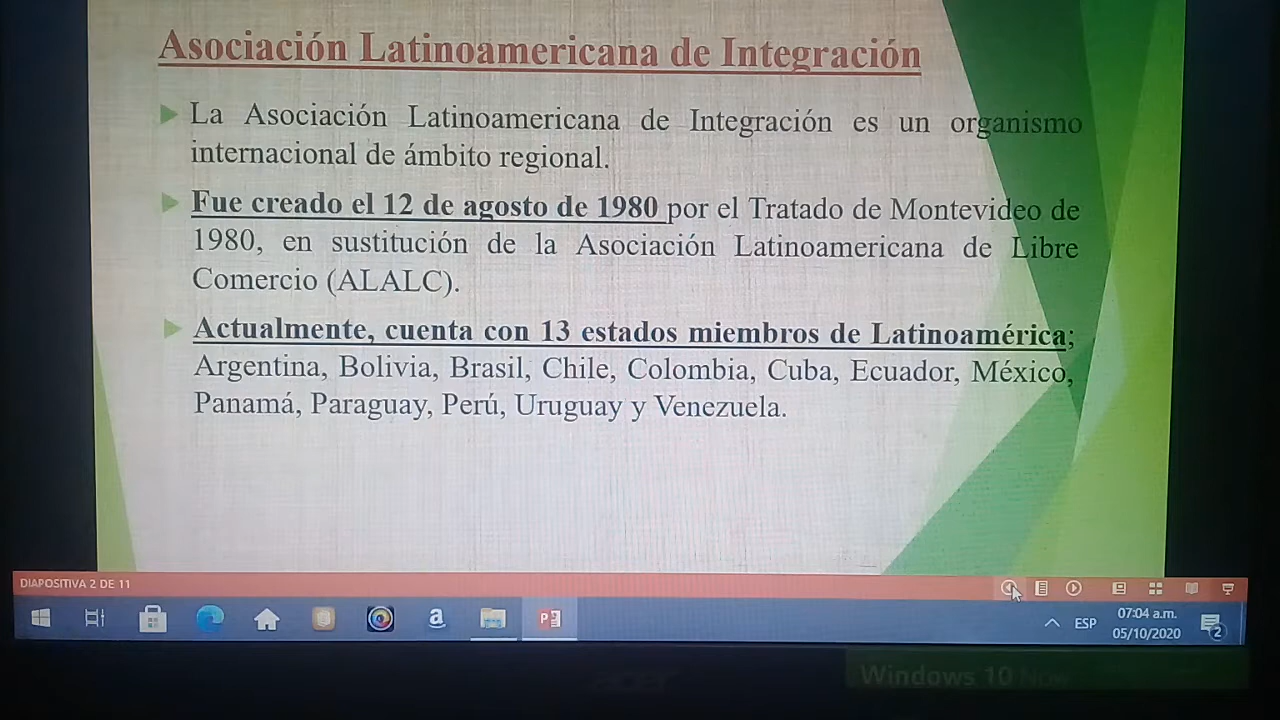 Asociación Latinoamericana de Integración
La Asociación Latinoamericana de Integración es un organismo
internacional de ámbito regional.
Fue creado el 12 de agosto de 1980 por el Tratado de Montevideo de
1980, en sustitución de la Asociación Latinoamericana de Libre
Comercio (ALALC).
Actualmente, cuenta con 13 estados miembros de Latinoamérica;
Argentina, Bolivia, Brasil, Chile, Colombia, Cuba, Ecuador, México,
Panamá, Paraguay, Perú, Uruguay y Venezuela.
DIAPOSITIVA 2 DE 11
ESP
07:04 a.m.
05/10/2020
2
acer
Windows 10 Now